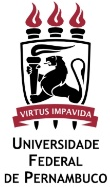 VIRTUS IMPAVIDA
UNIVERSIDADE
FEDERAL
DE PERNAMBUCO